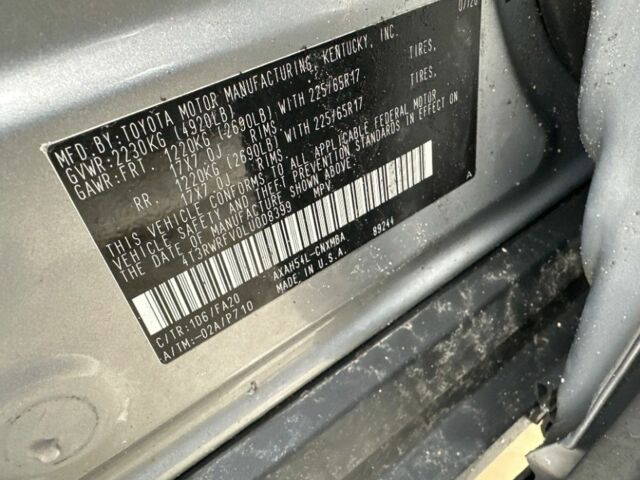 07/20
MFD. BY: TOYOTA MOTOR MANUFACTURING, KENTUCKY, INC.
GVWR: 2230KG (4920LB)
GAWR: FRT. 1220KG (2690LB) WITH 225/65R17 TIRES,
17X7.0J RIMS,
RR. 1220KG (2690LB) WITH 225/65R17 TIRES,
17X7.0J RIMS,
THIS VEHICLE CONFORMS TO ALL APPLICABLE FEDERAL MOTOR
VEHICLE SAFETY AND THEFT PREVENTION STANDARDS IN EFFECT ON
THE DATE OF MANUFACTURE SHOWN ABOVE.
4T3RWRFV0LU008399 MPV
A
C/TR: 1D6/FA20 AXAH54L-CNXMBA 89244
A/TM: -02A/P710 MADE IN U.S.A.